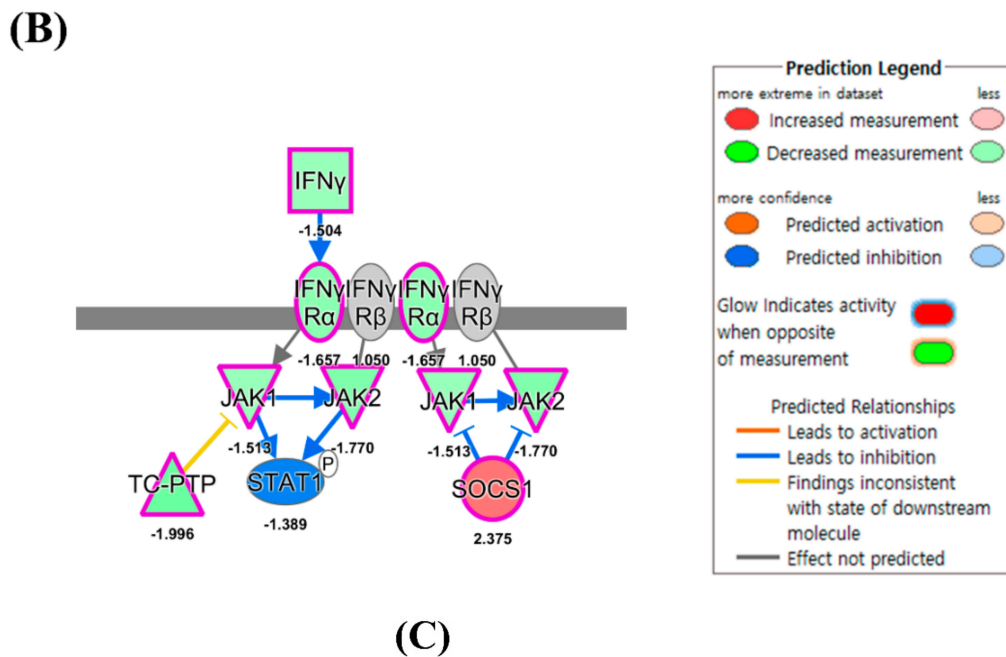 (B)
IFNγ
-1.504
IFNγ
Rα
IFNγ
Rβ
IFNγ
Rα
IFNγ
Rβ
-1.657
1.050
-1.657
1.050
JAK1
JAK2
JAK1
JAK2
-1.513
-1.770
-1.513
-1.770
TC-PTP
STAT1
P
SOCS1
-1.996
-1.389
2.375
Prediction Legend
more extreme in dataset
less
Increased measurement
Decreased measurement
more confidence
less
Predicted activation
Predicted inhibition
Glow Indicates activity
when opposite
of measurement
Predicted Relationships
Leads to activation
Leads to inhibition
Findings inconsistent
with state of downstream
molecule
Effect not predicted
(C)